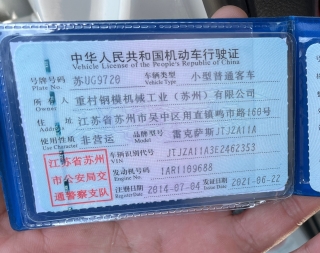 中华人民共和国机动车行驶证
Vehicle License of the People's Republic of China
号牌号码 苏UG9720 车辆类型 小型普通客车
Plate No. Vehicle Type
所有人 重村钢模机械工业（苏州）有限公司
Owner
住址 江苏省苏州市吴中区甪直镇鸣市路160号
Address
使用性质 非营运 品牌型号 雷克萨斯JTJZA11A
Use Character Model
江苏省苏州市公安局交通警察支队
车辆识别代号 JTJZA11A3E2462353
VIN
发动机号码 1AR1109688
Engine No.
注册日期 2014-07-04 发证日期 2021-06-22
Register Date Issue Date